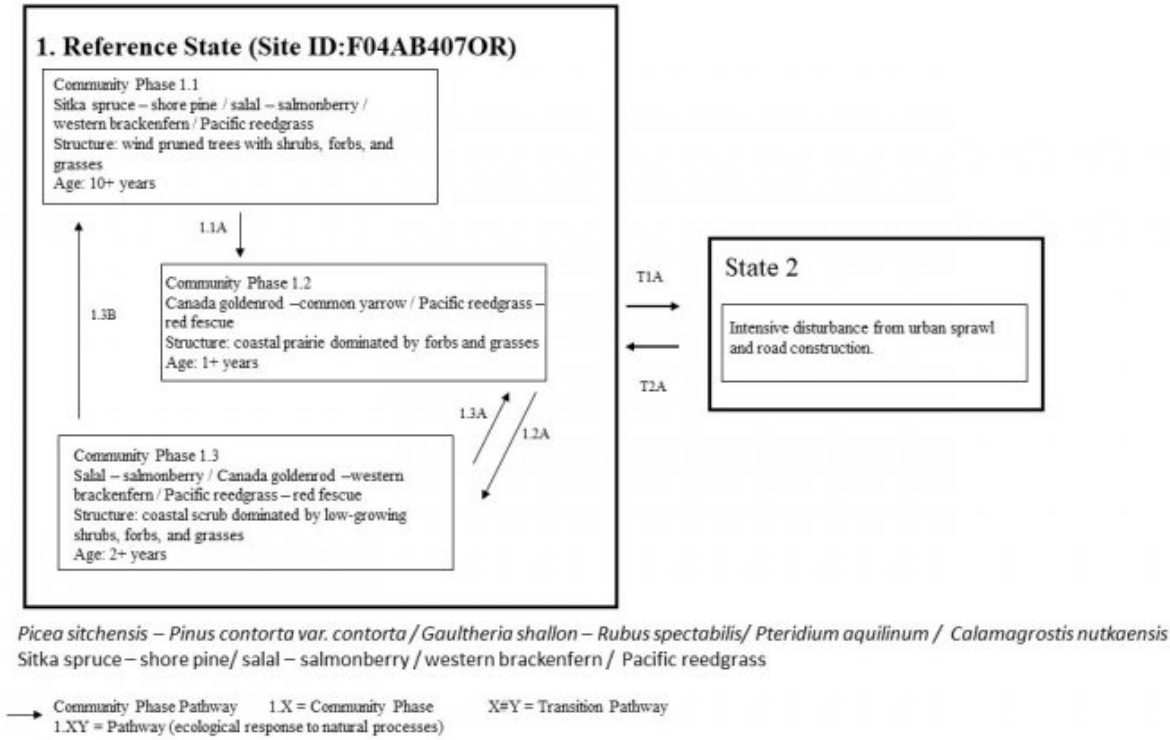 1. Reference State (Site ID:F04AB407OR)
Community Phase 1.1
Sitka spruce – shore pine / salal – salmonberry /
western brackenfern / Pacific reedgrass
Structure: wind pruned trees with shrubs, forbs, and
grasses
Age: 10+ years
1.1A
1.3B
Community Phase 1.2
Canada goldenrod –common yarrow / Pacific reedgrass –
red fescue
Structure: coastal prairie dominated by forbs and grasses
Age: 1+ years
1.3A
1.2A
Community Phase 1.3
Salal – salmonberry / Canada goldenrod –western
brackenfern / Pacific reedgrass – red fescue
Structure: coastal scrub dominated by low-growing
shrubs, forbs, and grasses
Age: 2+ years
T1A
T2A
State 2
Intensive disturbance from urban sprawl
and road construction.
Picea sitchensis – Pinus contorta var. contorta / Gaultheria shallon – Rubus spectabilis/ Pteridium aquilinum / Calamagrostis nutkaensis
Sitka spruce – shore pine/ salal – salmonberry / western brackenfern / Pacific reedgrass
Community Phase Pathway 1.X = Community Phase X#Y = Transition Pathway
1.XY = Pathway (ecological response to natural processes)